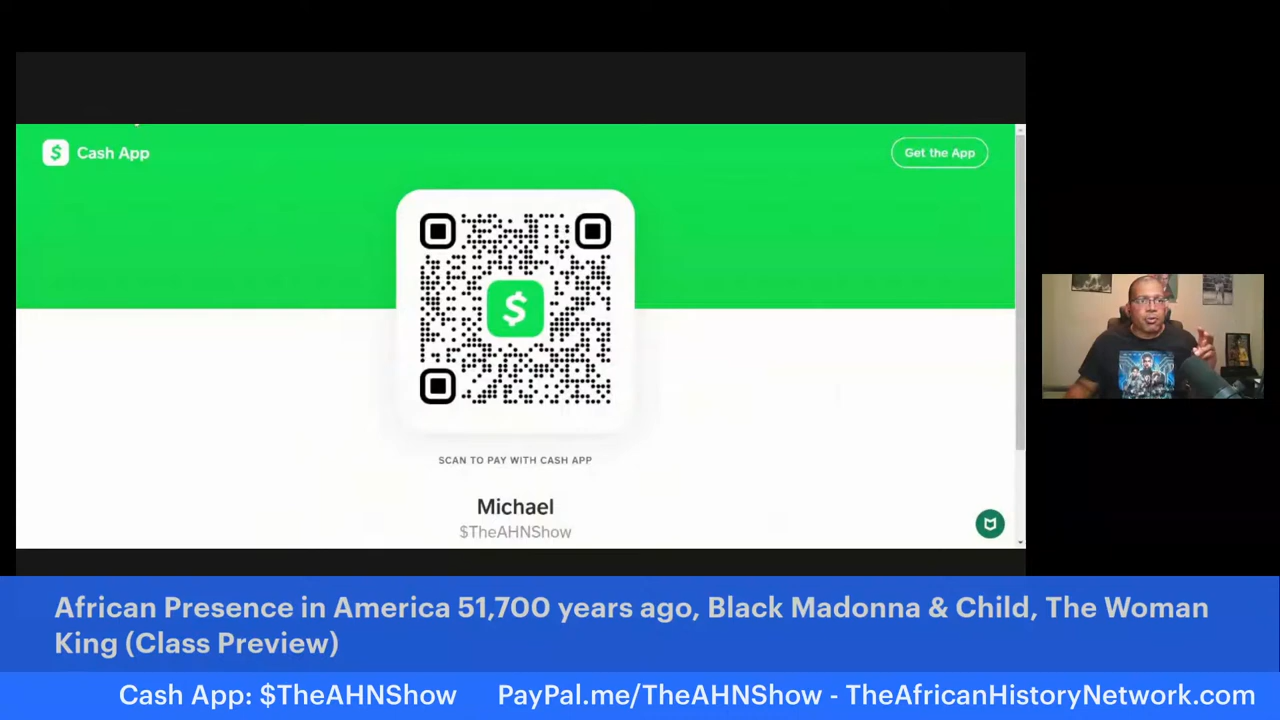 Cash App
Get the App
SCAN TO PAY WITH CASH APP
Michael
$TheAHNShow
African Presence in America 51,700 years ago, Black Madonna & Child, The Woman
King (Class Preview)
Cash App: $TheAHNShow PayPal.me/TheAHNShow - TheAfricanHistoryNetwork.com